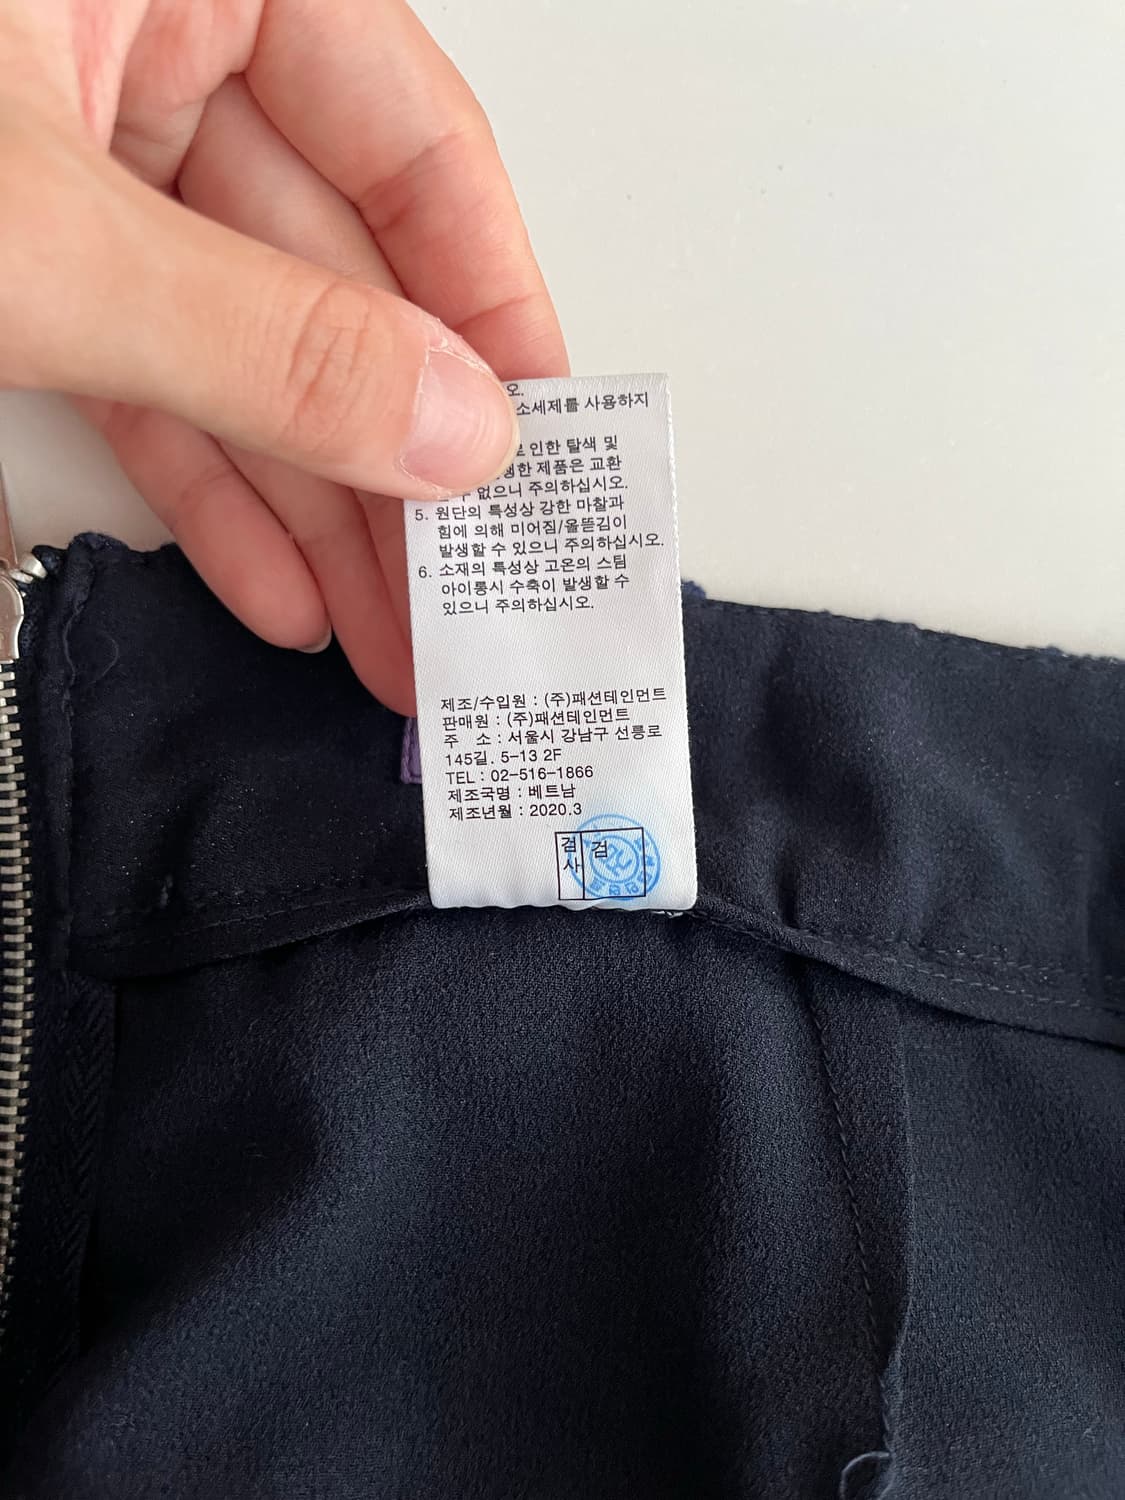 오.
소세제를 사용하지
인한 탈색 및
제품은 교환
없으니 주의하십시오.
5. 원단의 특성상 강한 마찰과
힘에 의해 미어짐/올뜯김이
발생할 수 있으니 주의하십시오.
6. 소재의 특성상 고온의 스팀
아이롱시 수축이 발생할 수
있으니 주의하십시오.
제조/수입원 : (주)패션테인먼트
판매원 : (주)패션테인먼트
주 소 : 서울시 강남구 선릉로
145길. 5-13 2F
TEL : 02-516-1866
제조국명 : 베트남
제조년월 : 2020.3
검사
검